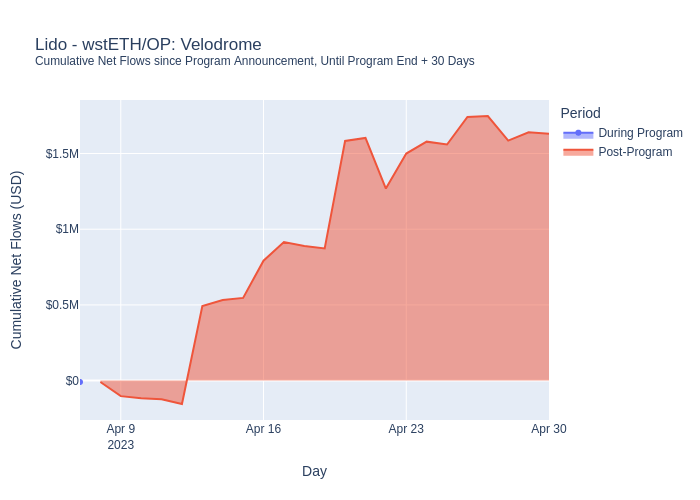 Lido - wstETH/OP: Velodrome
Cumulative Net Flows since Program Announcement, Until Program End + 30 Days
Period
During Program
Post-Program
Cumulative Net Flows (USD)
$1.5M
$1M
$0.5M
$0
Apr 9
2023
Apr 16
Apr 23
Apr 30
Day